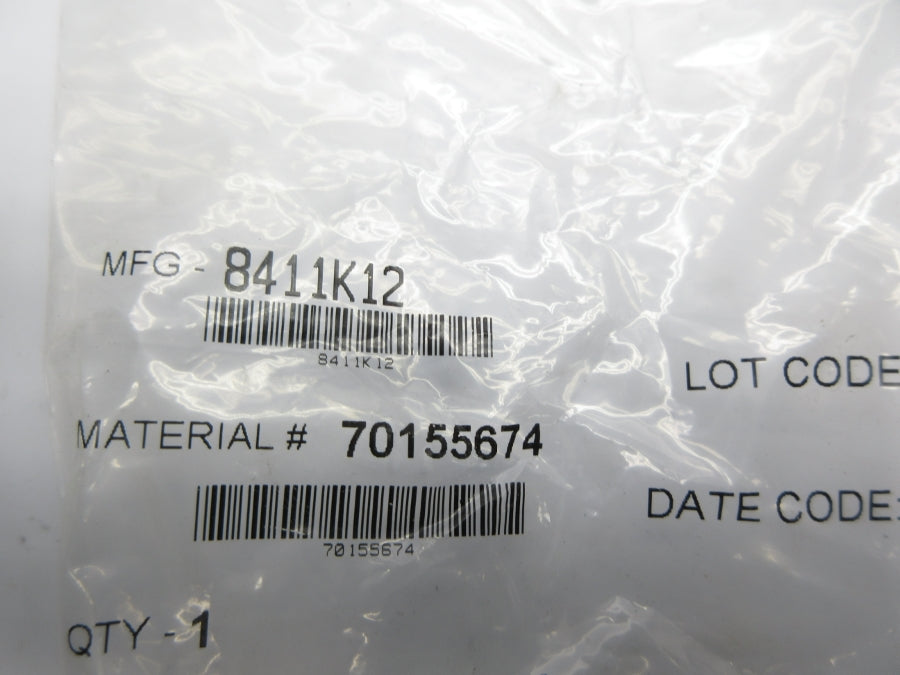 MFG - 8411K12
8411K12
LOT CODE
MATERIAL # 70155674
70155674
DATE CODE:
QTY - 1